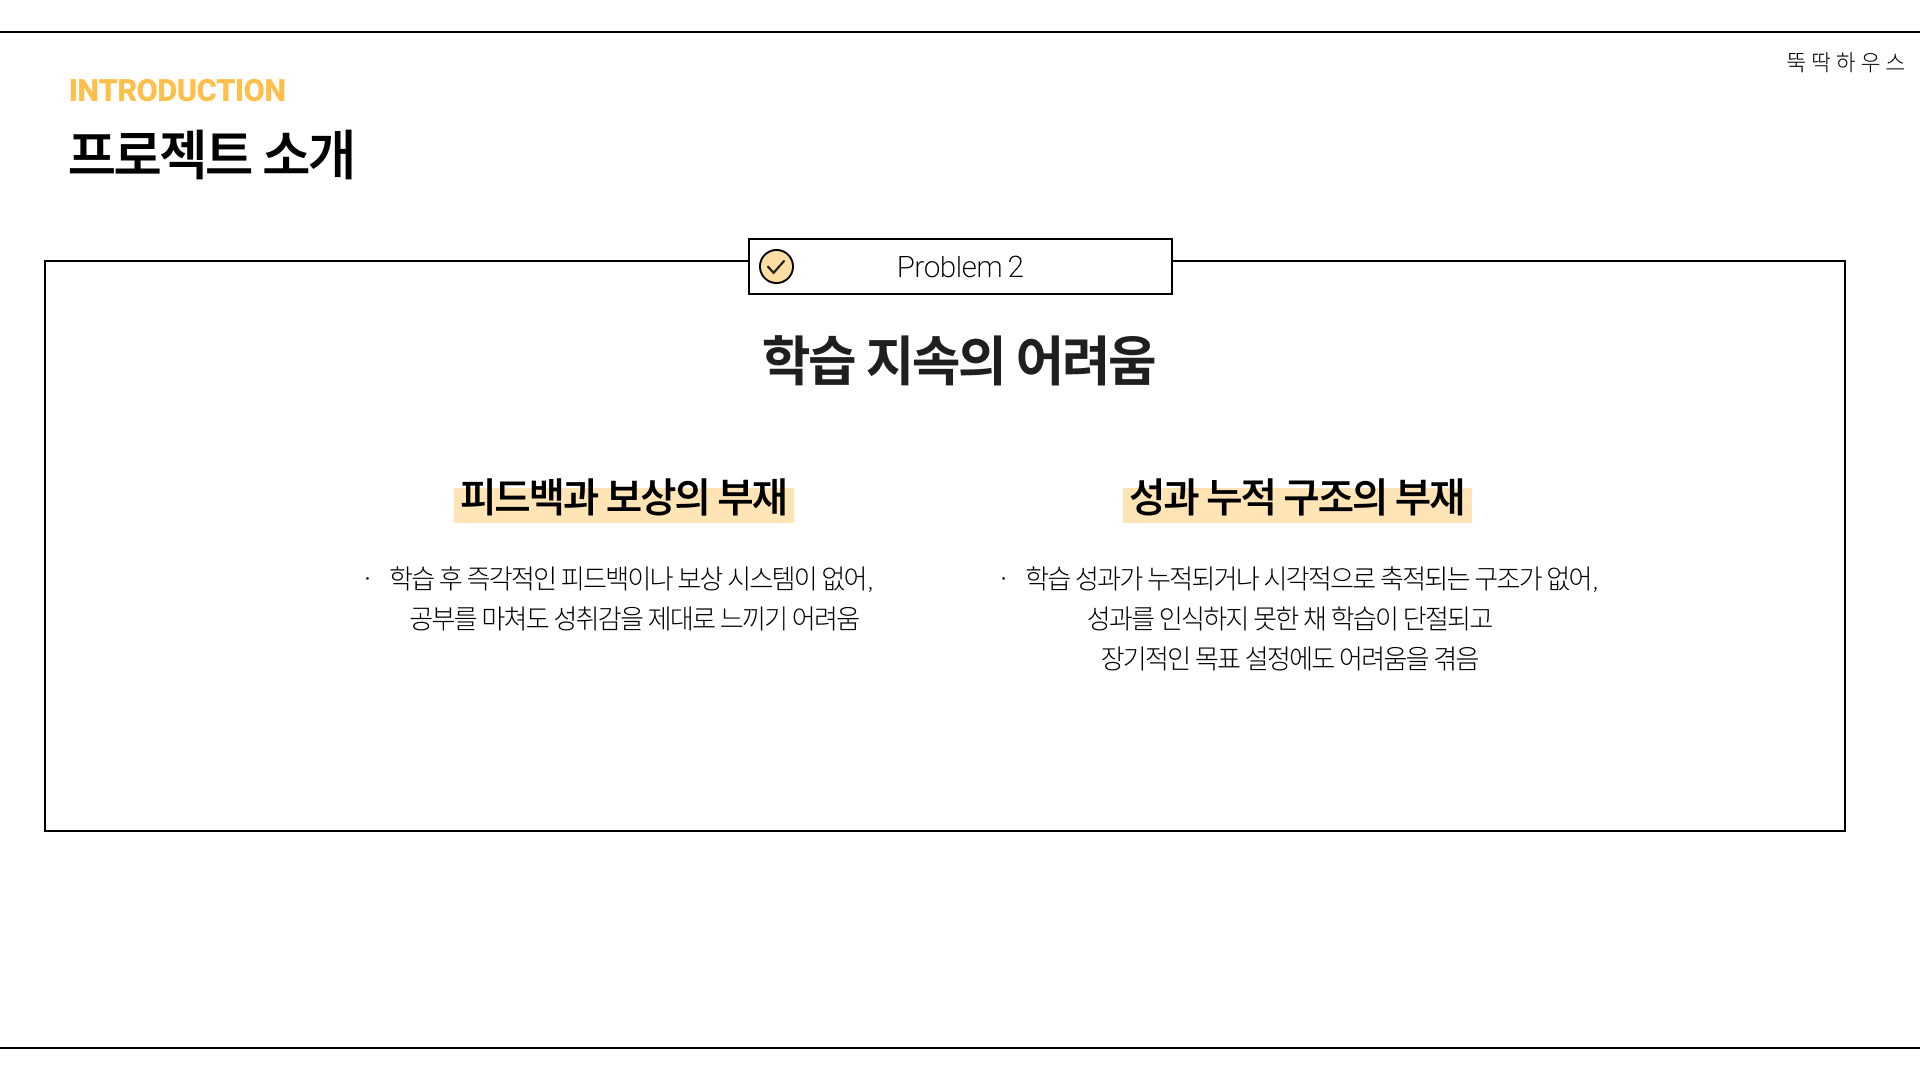 뚝딱하우스
INTRODUCTION
프로젝트 소개
Problem 2
학습 지속의 어려움
피드백과 보상의 부재
· 학습 후 즉각적인 피드백이나 보상 시스템이 없어,
공부를 마쳐도 성취감을 제대로 느끼기 어려움
성과 누적 구조의 부재
· 학습 성과가 누적되거나 시각적으로 축적되는 구조가 없어,
성과를 인식하지 못한 채 학습이 단절되고
장기적인 목표 설정에도 어려움을 겪음